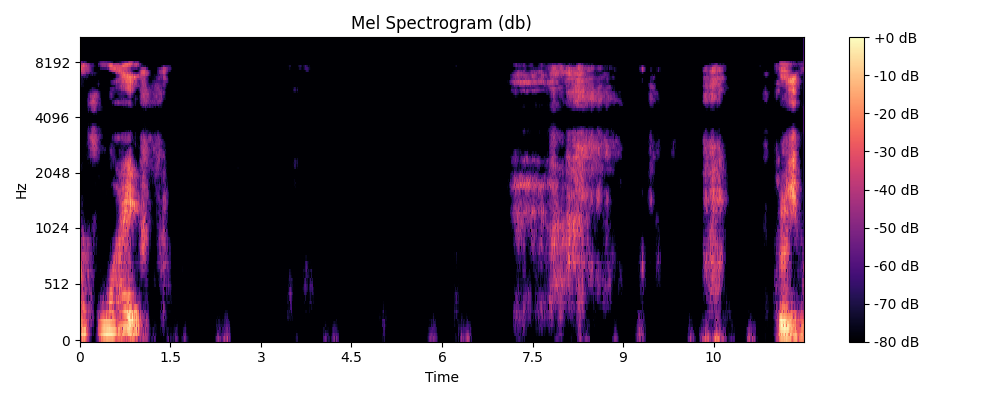 Mel Spectrogram (db)
Hz
8192
4096
2048
1024
512
0
0 1.5 3 4.5 6 7.5 9 10
Time
+0 dB
-10 dB
-20 dB
-30 dB
-40 dB
-50 dB
-60 dB
-70 dB
-80 dB